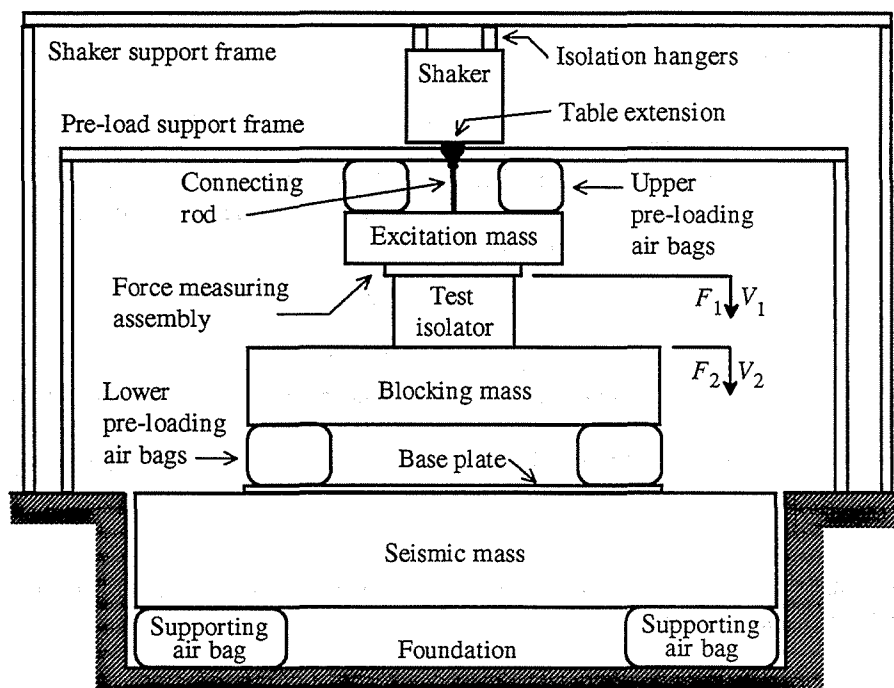 Shaker support frame
Isolation hangers
Shaker
Table extension
Pre-load support frame
Connecting
rod
Upper
pre-loading
air bags
Excitation mass
Force measuring
assembly
Test
isolator
F1 V1
F2 V2
Blocking mass
Lower
pre-loading
air bags
Base plate
Seismic mass
Supporting
air bag
Foundation
Supporting
air bag